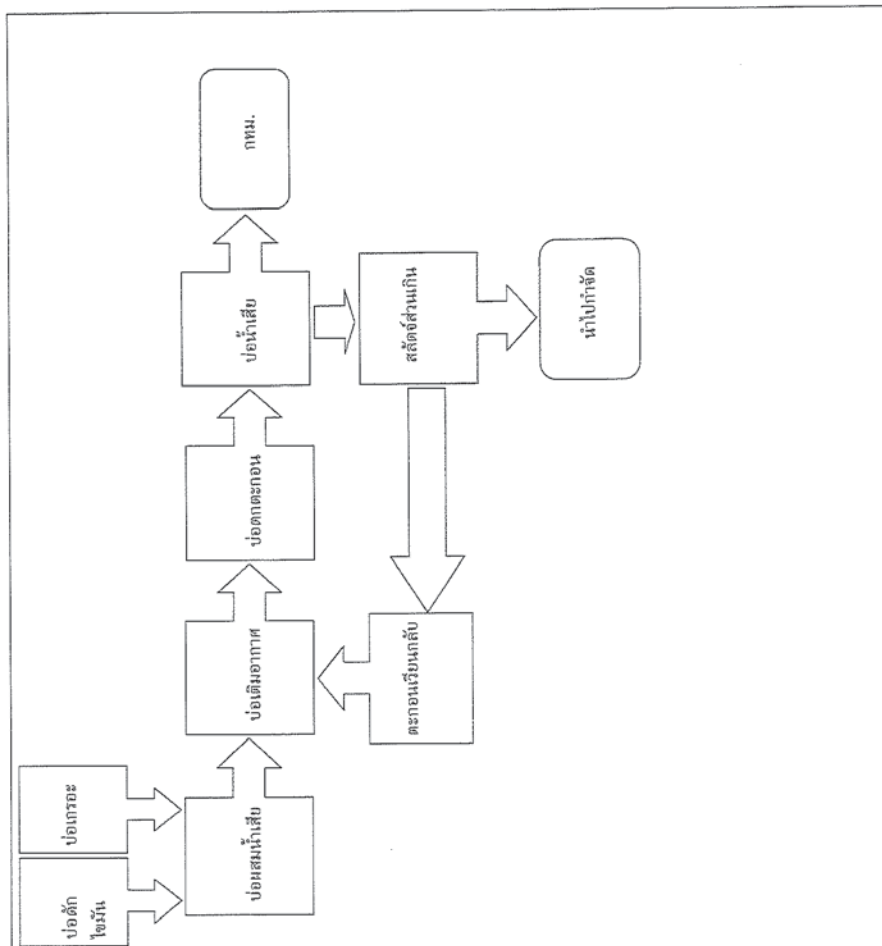 บ่อดัก
ไขมัน
บ่อเกรอะ
บ่อผสมน้ำเสีย
บ่อเติมอากาศ
บ่อตกตะกอน
บ่อน้ำเสีย
กทม.
ตะกอนเวียนกลับ
สลัดจ์ส่วนเกิน
นำไปกำจัด